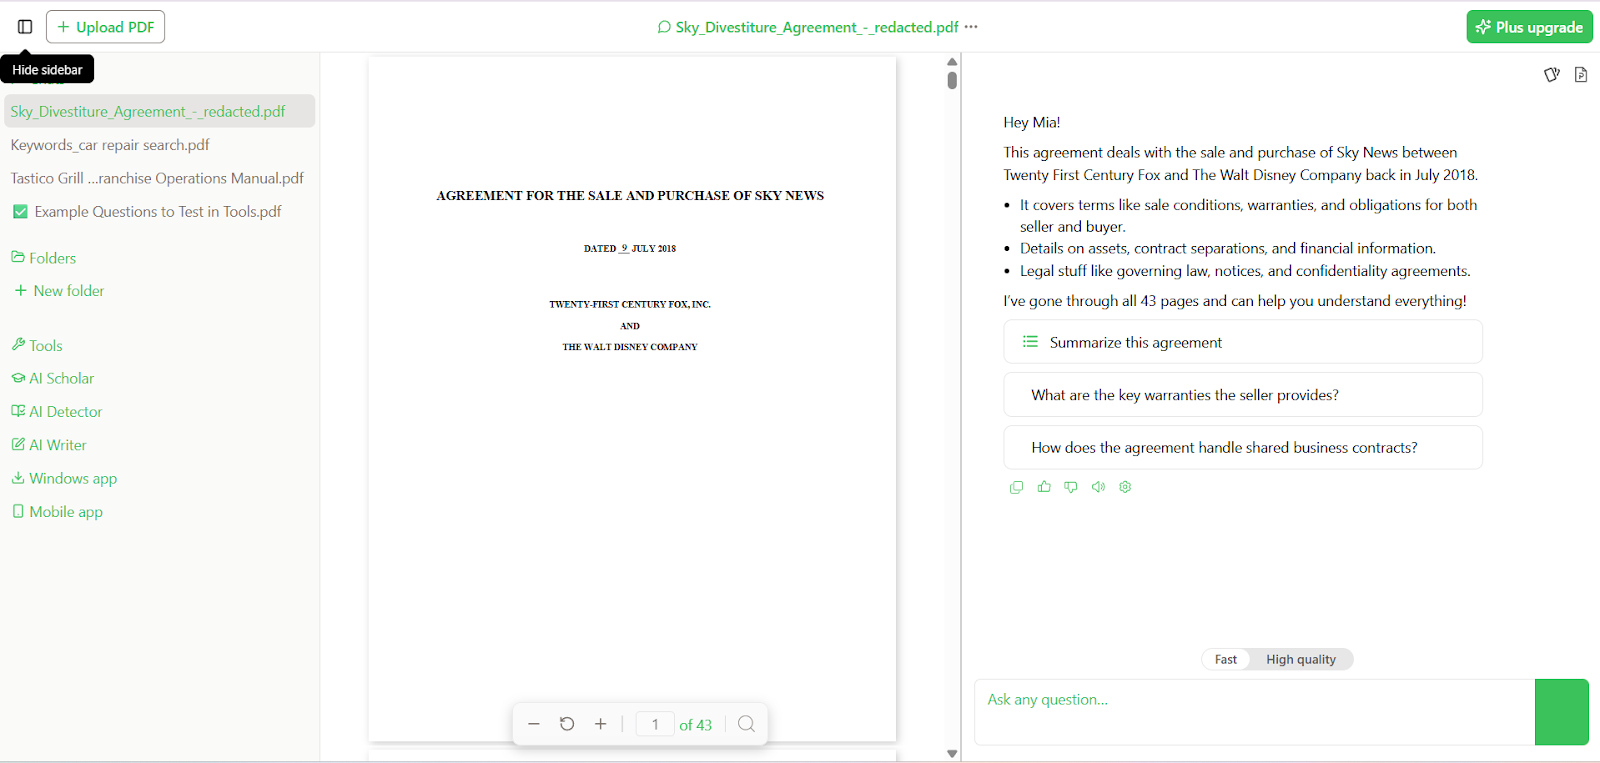 Upload PDF
Sky_Divestiture_Agreement_-_redacted.pdf
Plus upgrade
Hide sidebar
Sky_Divestiture_Agreement_-_redacted.pdf
Keywords_car repair search.pdf
Tastico Grill ...ranchise Operations Manual.pdf
Example Questions to Test in Tools.pdf
Folders
+ New folder
Tools
AI Scholar
AI Detector
AI Writer
Windows app
Mobile app
AGREEMENT FOR THE SALE AND PURCHASE OF SKY NEWS
DATED 9 JULY 2018
TWENTY-FIRST CENTURY FOX, INC.
AND
THE WALT DISNEY COMPANY
1 of 43
Hey Mia!
This agreement deals with the sale and purchase of Sky News between
Twenty First Century Fox and The Walt Disney Company back in July 2018.
• It covers terms like sale conditions, warranties, and obligations for both
seller and buyer.
• Details on assets, contract separations, and financial information.
• Legal stuff like governing law, notices, and confidentiality agreements.
I've gone through all 43 pages and can help you understand everything!
Summarize this agreement
What are the key warranties the seller provides?
How does the agreement handle shared business contracts?
Fast High quality
Ask any question...